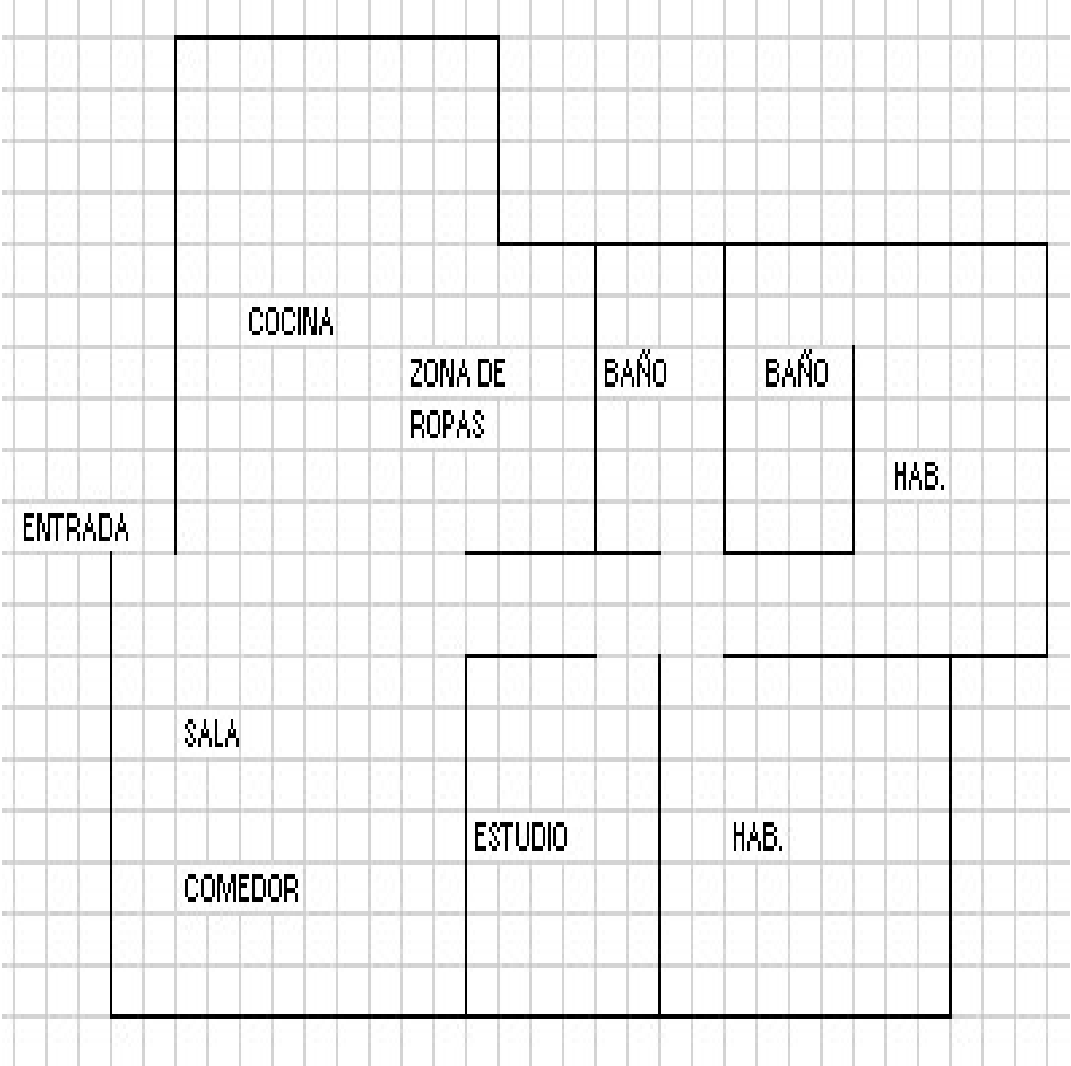 COCINA
ZONA DE
ROPAS
BAÑO
BAÑO
HAB.
ENTRADA
SALA
ESTUDIO
HAB.
COMEDOR